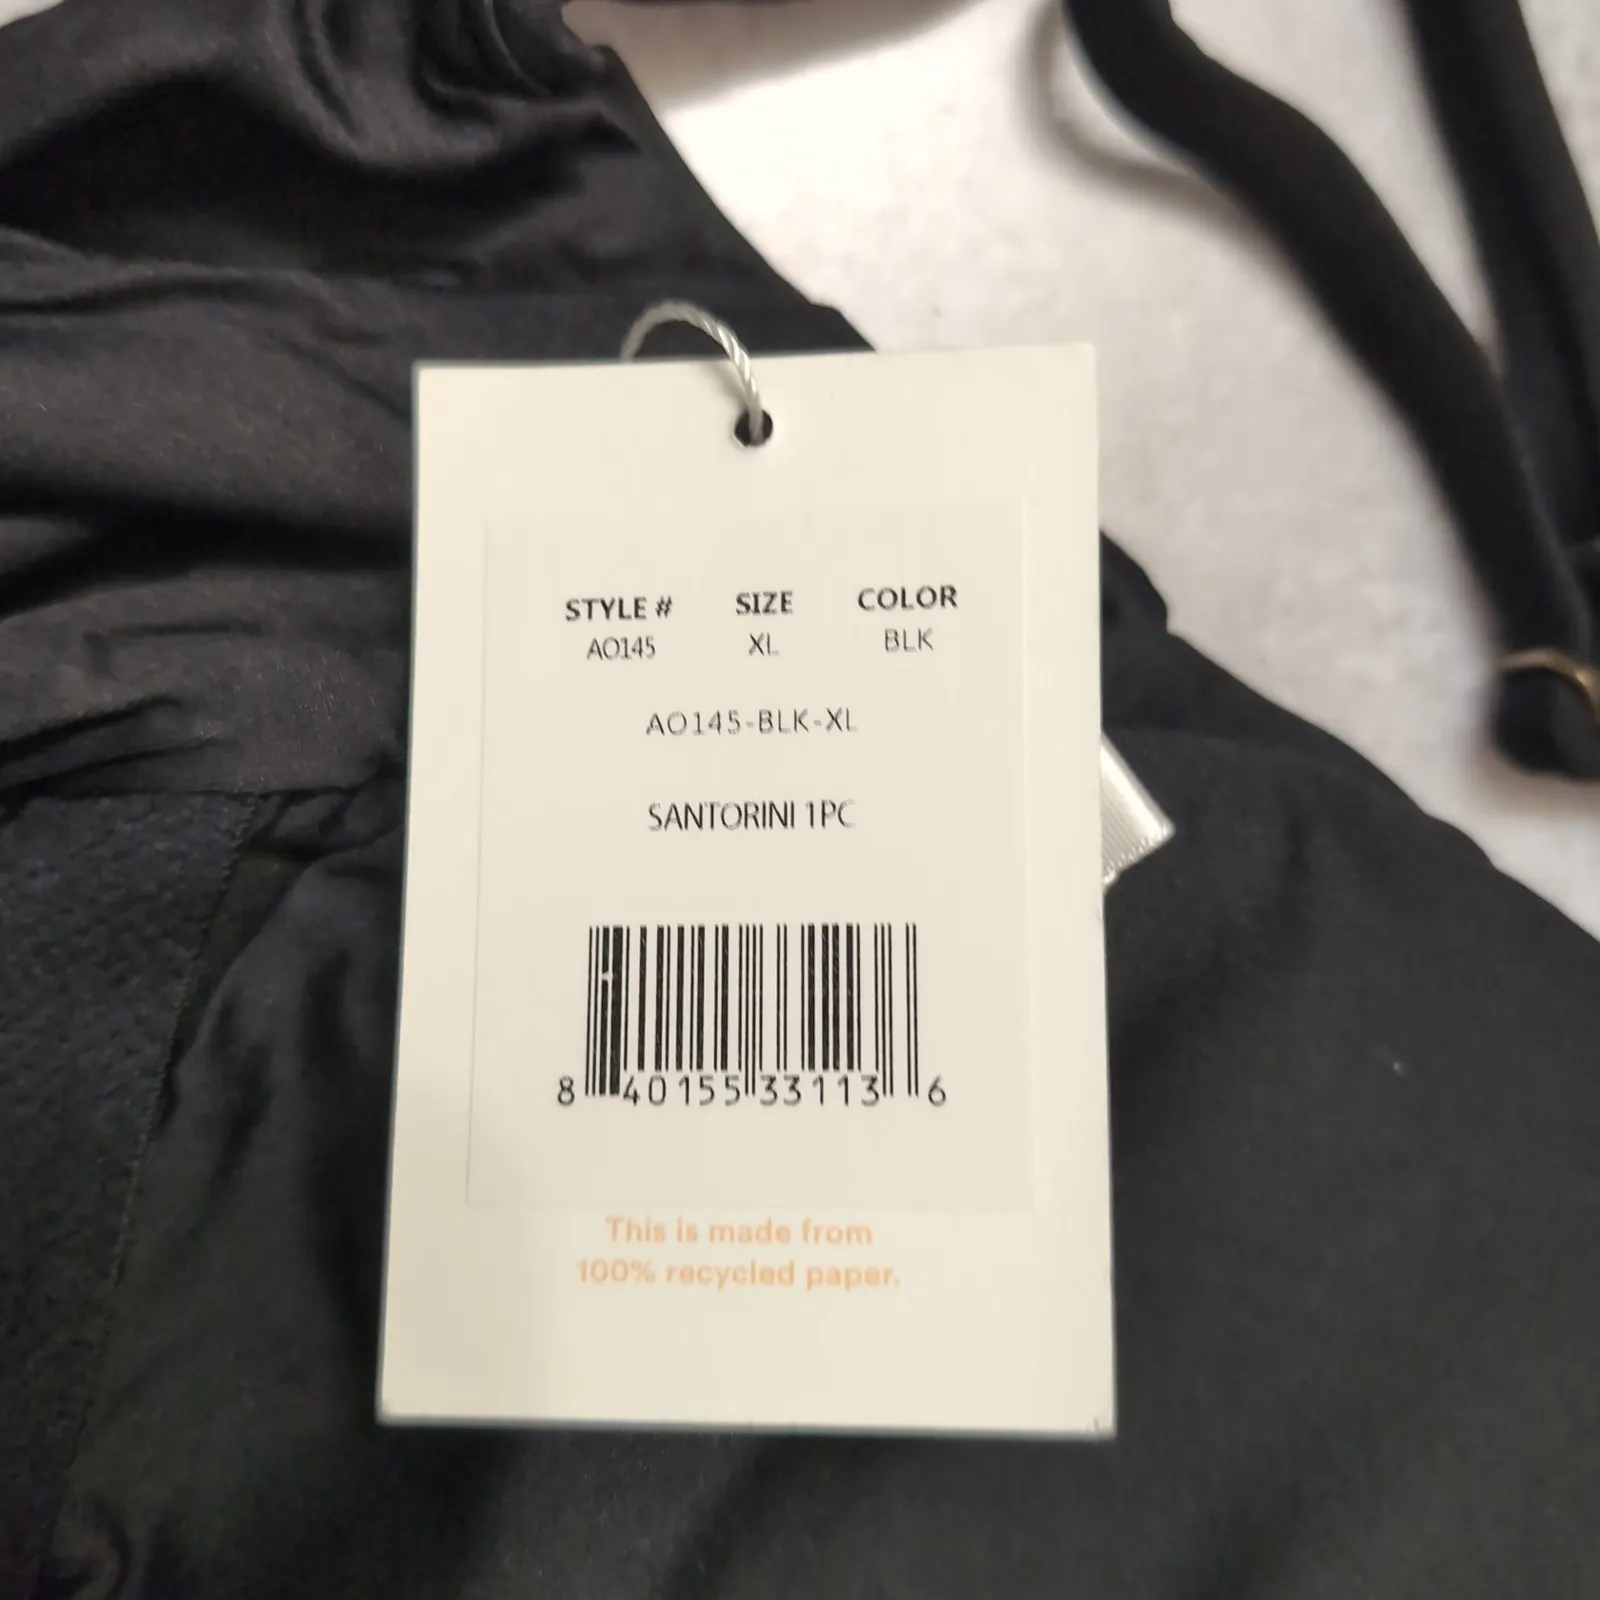 STYLE # SIZE COLOR
AO145 XL BLK
AO145-BLK-XL
SANTORINI 1PC
8 40155 33113 6
This is made from
100% recycled paper.